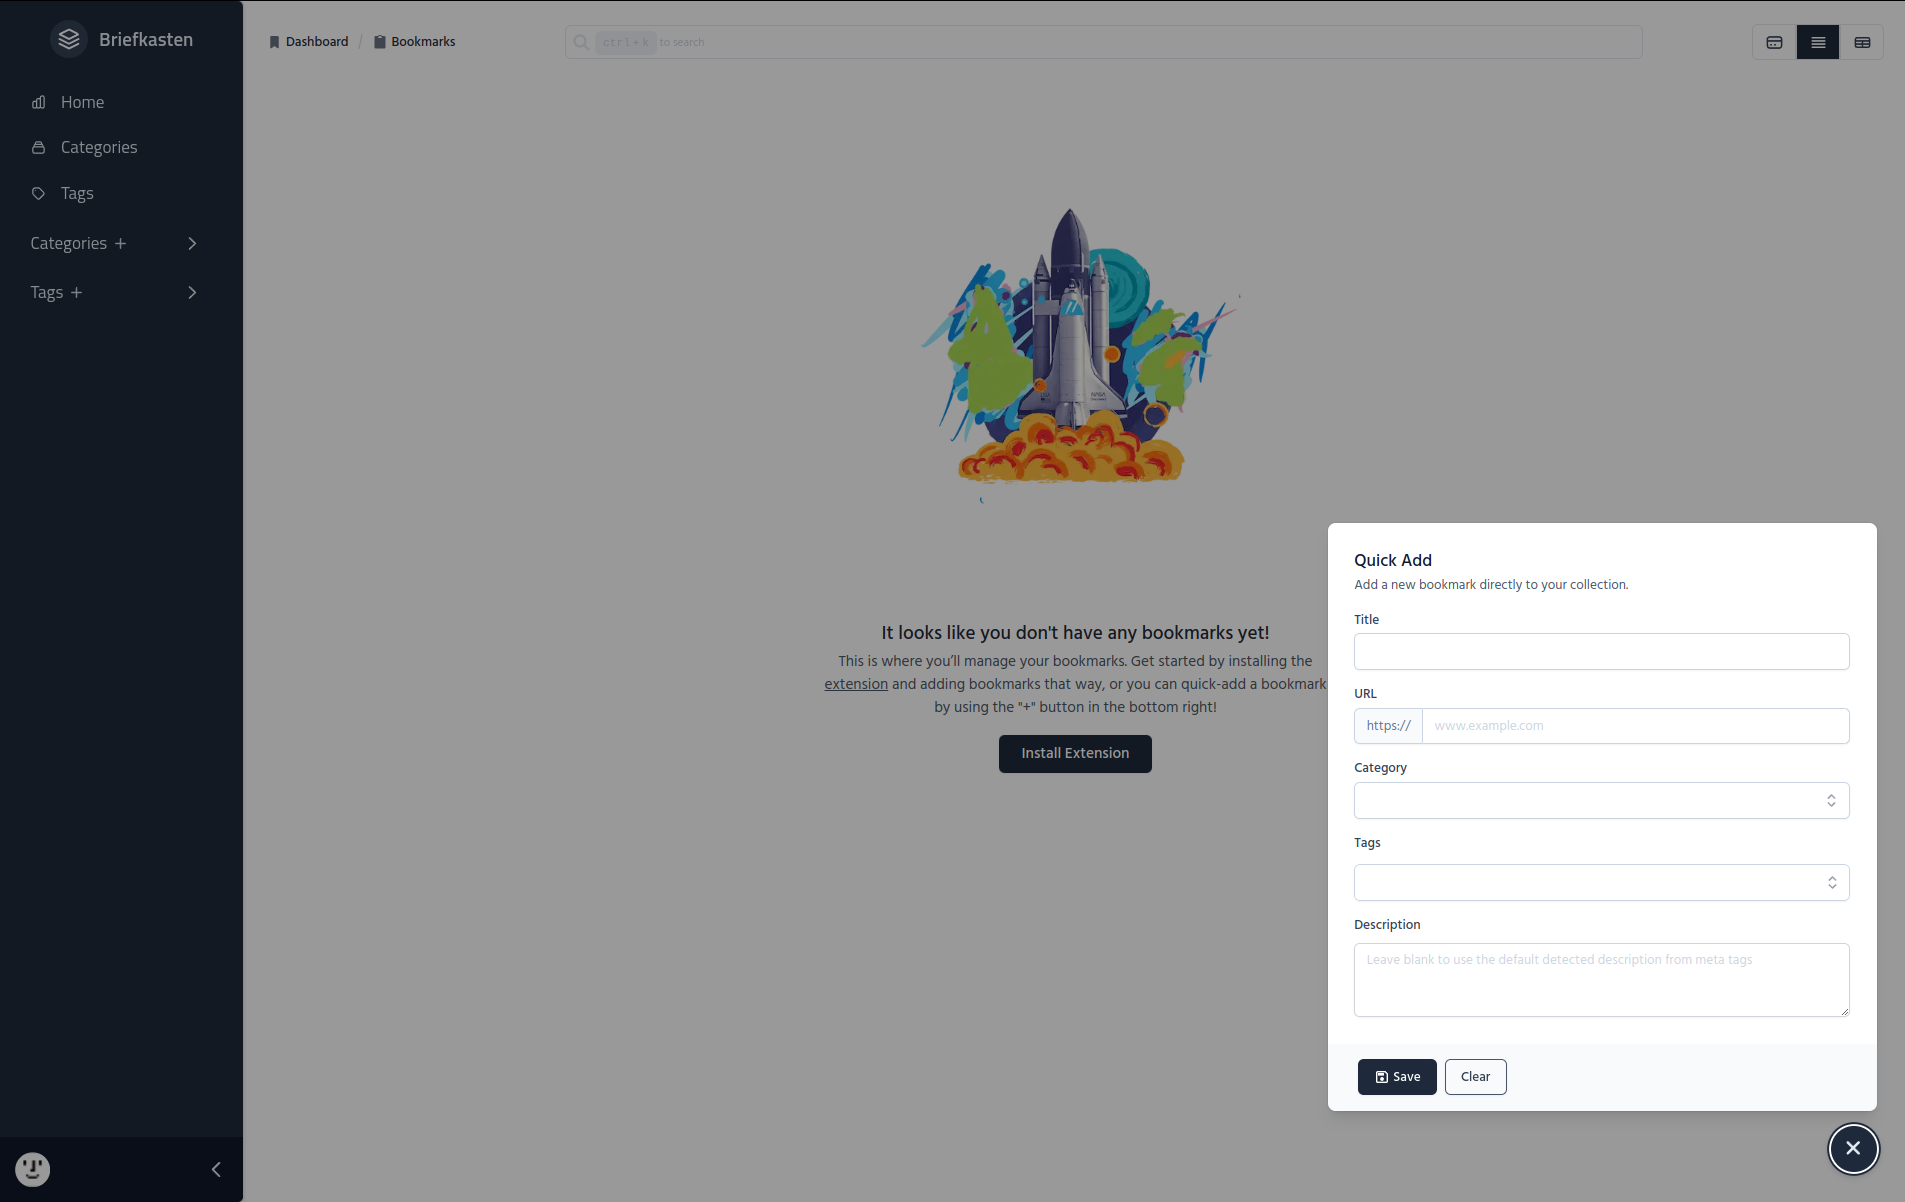 Briefkasten
Home
Categories
Tags
Categories +
Tags +
Dashboard / Bookmarks
ctrl+k to search
It looks like you don't have any bookmarks yet!
This is where you’ll manage your bookmarks. Get started by installing the
extension and adding bookmarks that way, or you can quick-add a bookmark
by using the "+" button in the bottom right!
Install Extension
Quick Add
Add a new bookmark directly to your collection.
Title
URL
https:// www.example.com
Category
Tags
Description
Leave blank to use the default detected description from meta tags
Save Clear